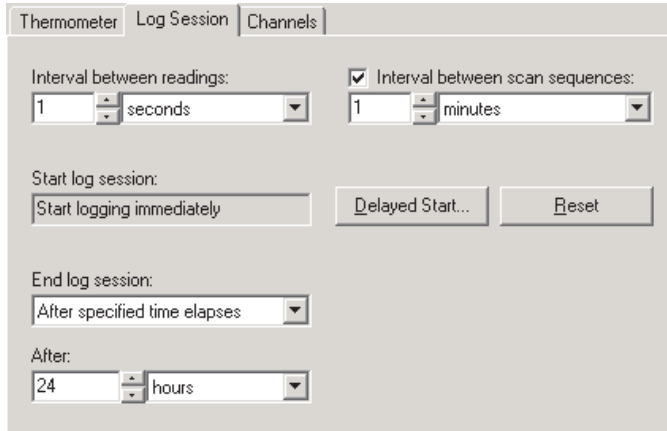 Thermometer Log Session Channels
Interval between readings: Interval between scan sequences:
1 seconds 1 minutes
Start log session:
Start logging immediately Delayed Start... Reset
End log session:
After specified time elapses
After:
24 hours